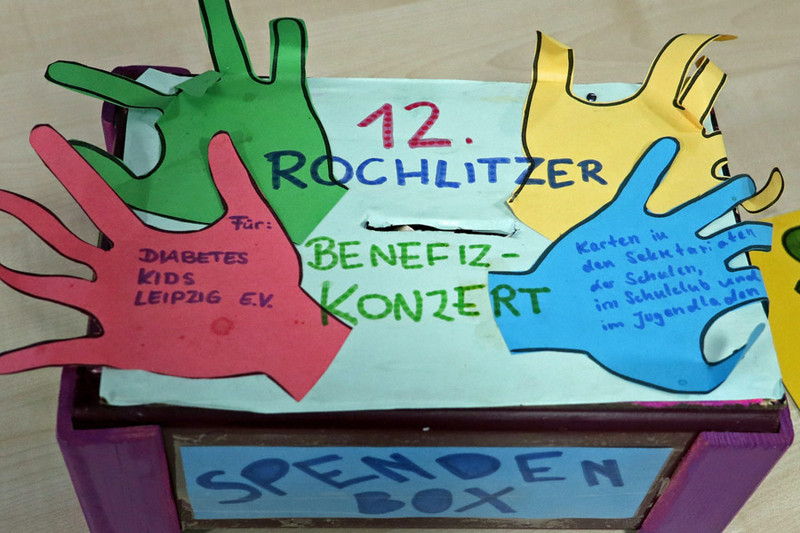 12.
ROCHLITZER
BENEFIZ-
KONZERT
Für:
DIABETES
KIDS
LEIPZIG E.V.
Karten in
den Sekretariaten
der Schulen,
im Schulclub und
im Jugendladen
SPENDEN
BOX